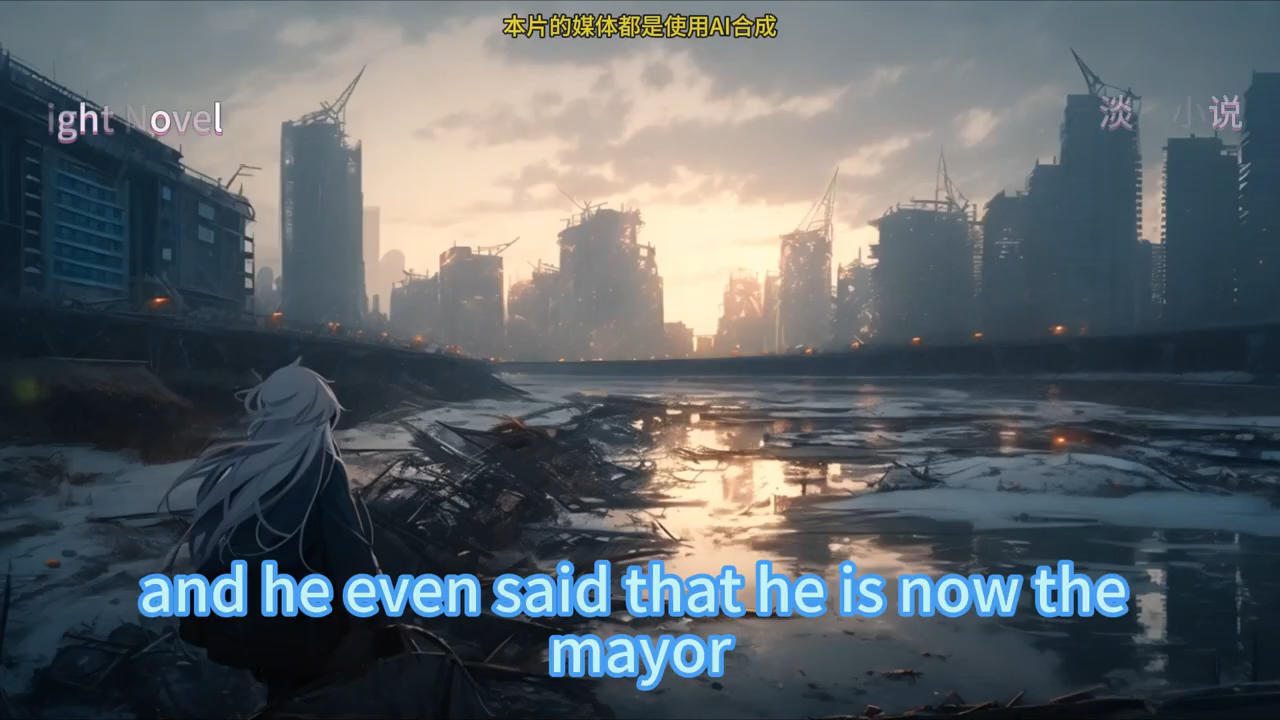 本片的媒体都是使用AI合成
ight Novel
淡 小说
and he even said that he is now the
mayor